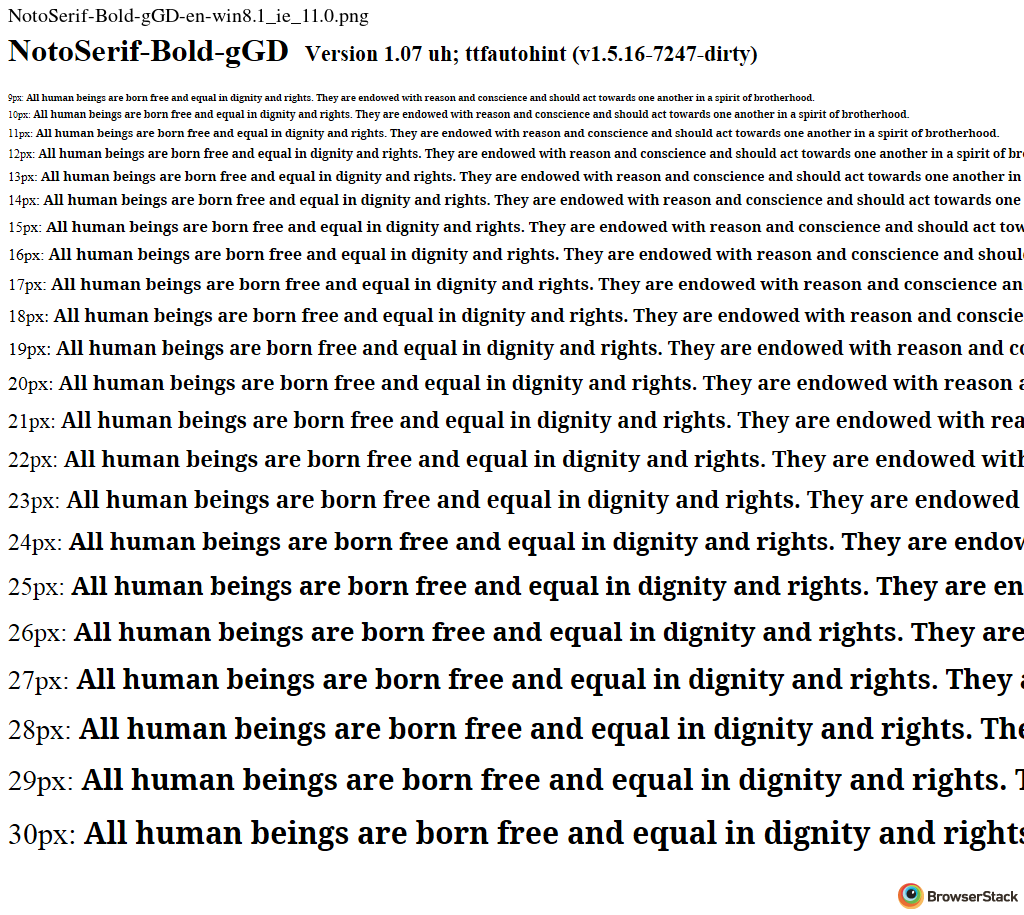 NotoSerif-Bold-gGD-en-win8.1_ie_11.0.png
NotoSerif-Bold-gGD Version 1.07 uh; ttfautohint (v1.5.16-7247-dirty)
9px: All human beings are born free and equal in dignity and rights. They are endowed with reason and conscience and should act towards one another in a spirit of brotherhood.
10px: All human beings are born free and equal in dignity and rights. They are endowed with reason and conscience and should act towards one another in a spirit of brotherhood.
11px: All human beings are born free and equal in dignity and rights. They are endowed with reason and conscience and should act towards one another in a spirit of brotherhood.
12px: All human beings are born free and equal in dignity and rights. They are endowed with reason and conscience and should act towards one another in a spirit of br
13px: All human beings are born free and equal in dignity and rights. They are endowed with reason and conscience and should act towards one another in
14px: All human beings are born free and equal in dignity and rights. They are endowed with reason and conscience and should act towards one
15px: All human beings are born free and equal in dignity and rights. They are endowed with reason and conscience and should act tow
16px: All human beings are born free and equal in dignity and rights. They are endowed with reason and conscience and shoul
17px: All human beings are born free and equal in dignity and rights. They are endowed with reason and conscience an
18px: All human beings are born free and equal in dignity and rights. They are endowed with reason and conscie
19px: All human beings are born free and equal in dignity and rights. They are endowed with reason and co
20px: All human beings are born free and equal in dignity and rights. They are endowed with reason a
21px: All human beings are born free and equal in dignity and rights. They are endowed with rea
22px: All human beings are born free and equal in dignity and rights. They are endowed with
23px: All human beings are born free and equal in dignity and rights. They are endowed
24px: All human beings are born free and equal in dignity and rights. They are endow
25px: All human beings are born free and equal in dignity and rights. They are en
26px: All human beings are born free and equal in dignity and rights. They are
27px: All human beings are born free and equal in dignity and rights. They a
28px: All human beings are born free and equal in dignity and rights. The
29px: All human beings are born free and equal in dignity and rights. T
30px: All human beings are born free and equal in dignity and rights
BrowserStack